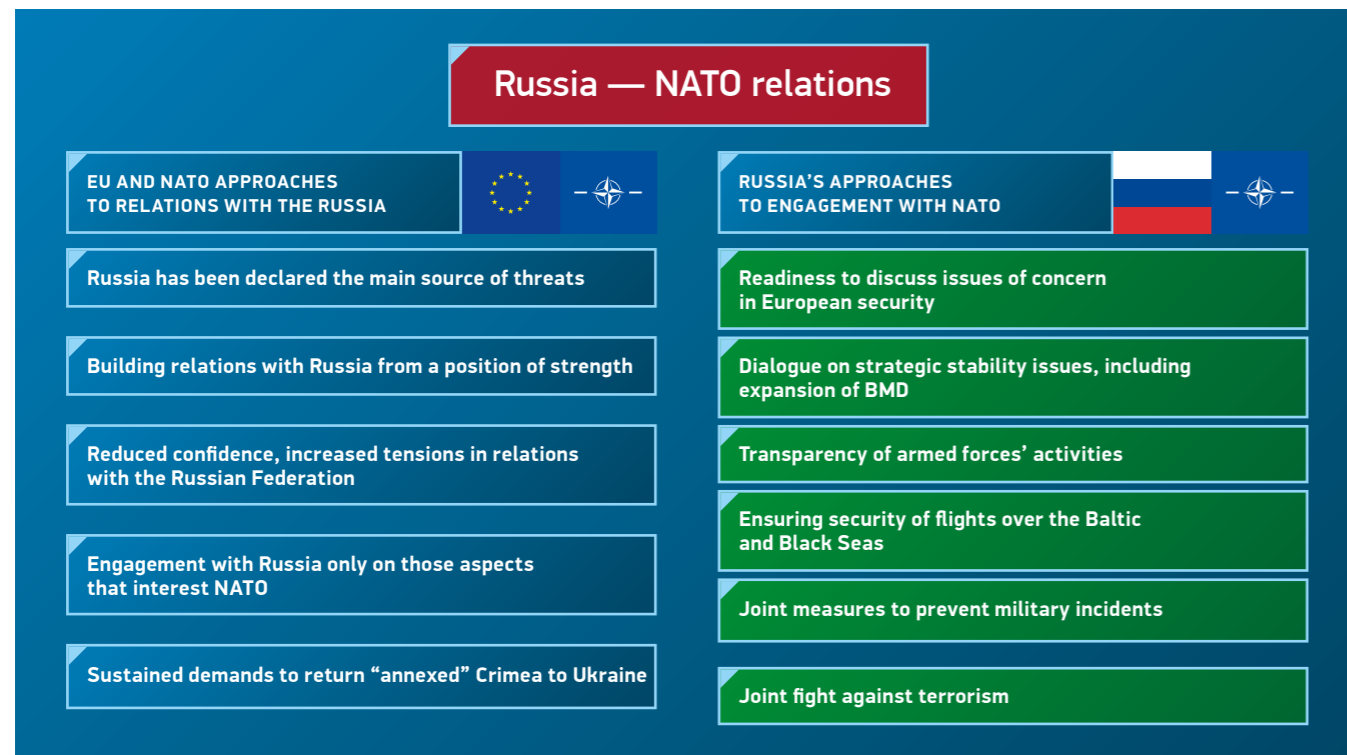 Russia — NATO relations
EU AND NATO APPROACHES
TO RELATIONS WITH THE RUSSIA
Russia has been declared the main source of threats
Building relations with Russia from a position of strength
Reduced confidence, increased tensions in relations
with the Russian Federation
Engagement with Russia only on those aspects
that interest NATO
Sustained demands to return “annexed” Crimea to Ukraine
RUSSIA’S APPROACHES
TO ENGAGEMENT WITH NATO
Readiness to discuss issues of concern
in European security
Dialogue on strategic stability issues, including
expansion of BMD
Transparency of armed forces’ activities
Ensuring security of flights over the Baltic
and Black Seas
Joint measures to prevent military incidents
Joint fight against terrorism